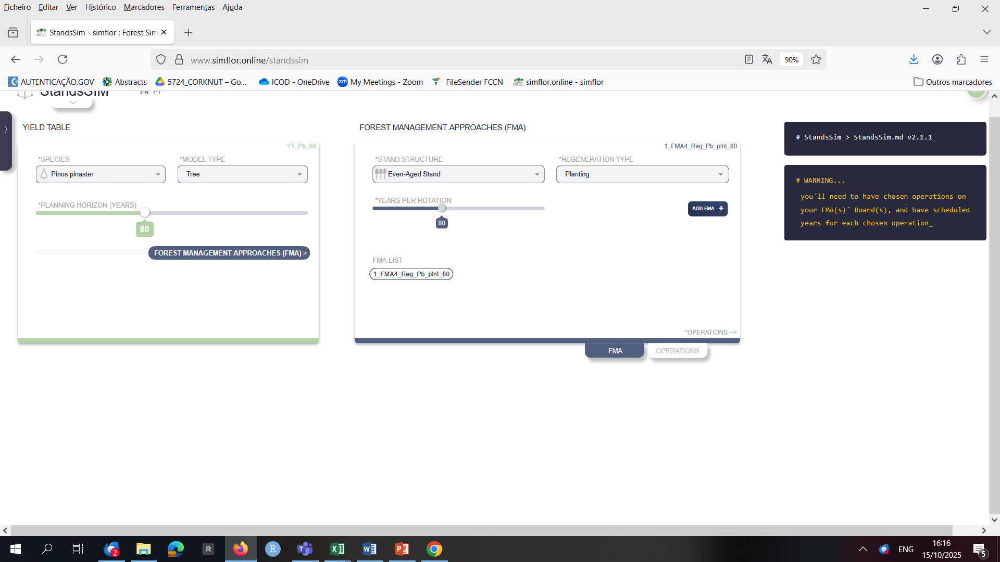 Ficheiro Editar Ver Histórico Marcadores Ferramentas Ajuda
StandsSim - simflor : Forest Sim
www.simflor.online/standssim
90%
AUTENTICAÇÃO.GOV Abstracts 5724_CORKNUT – Go... ICOD - OneDrive zm My Meetings - Zoom FileSender FCCN simflor.online - simflor Outros marcadores
StandsSim EN PT
YIELD TABLE
YT_Pb_80
*SPECIES *MODEL TYPE
Pinus pinaster Tree
*PLANNING HORIZON (YEARS)
80
FOREST MANAGEMENT APPROACHES (FMA) >
FOREST MANAGEMENT APPROACHES (FMA)
1_FMA4_Reg_Pb_plnt_80
*STAND STRUCTURE *REGENERATION TYPE
Even-Aged Stand Planting
*YEARS PER ROTATION
80
ADD FMA +
FMA LIST
1_FMA4_Reg_Pb_plnt_80
*OPERATIONS -->
FMA OPERATIONS
# StandsSim > StandsSim.md v2.1.1_
# WARNING...
you´ll need to have chosen operations on
your FMA(s)´ Board(s), and have scheduled
years for each chosen operation_
2 R R T X W P ENG
16:16
15/10/2025
5